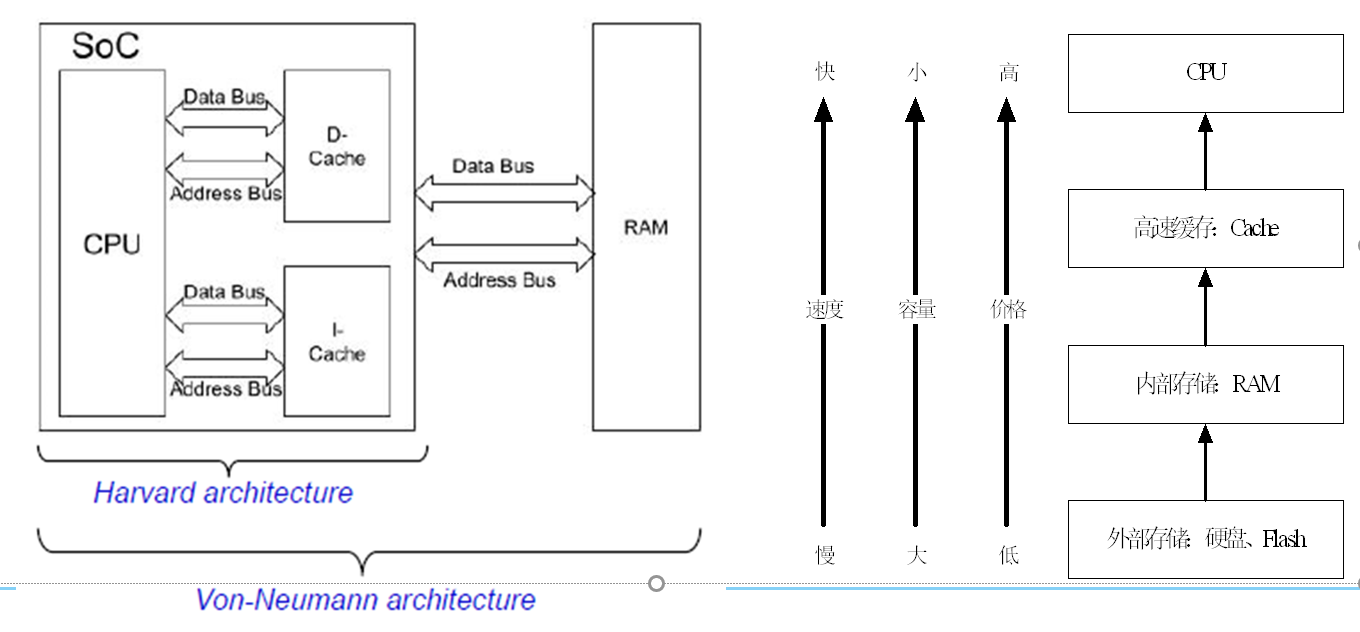 SoC
Data Bus
D-
Cache
Address Bus
CPU
Data Bus
I-
Cache
Address Bus
Data Bus
Address Bus
RAM
Harvard architecture
Von-Neumann architecture
快 小 高
速度 容量 价格
慢 大 低
CPU
高速缓存：Cache
内部存储：RAM
外部存储：硬盘、Flash